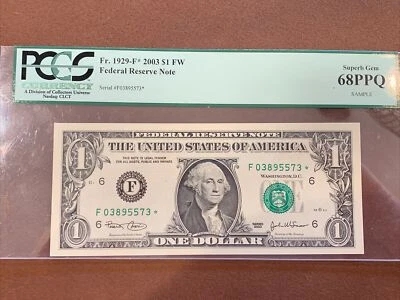 PCGS
CURRENCY
A Division of Collectors Universe
Nasdaq CLCT
Fr. 1929-F* 2003 $1 FW
Federal Reserve Note
Serial #F03895573*
Superb Gem
68PPQ
SAMPLE
FEDERAL RESERVE NOTE
THE UNITED STATES OF AMERICA
THIS NOTE IS LEGAL TENDER
FOR ALL DEBTS, PUBLIC AND PRIVATE
F 03895573 *
WASHINGTON, D.C.
1 1
6 6
F
F 03895573 *
6 6
SERIES
2003
1 1
ONE DOLLAR